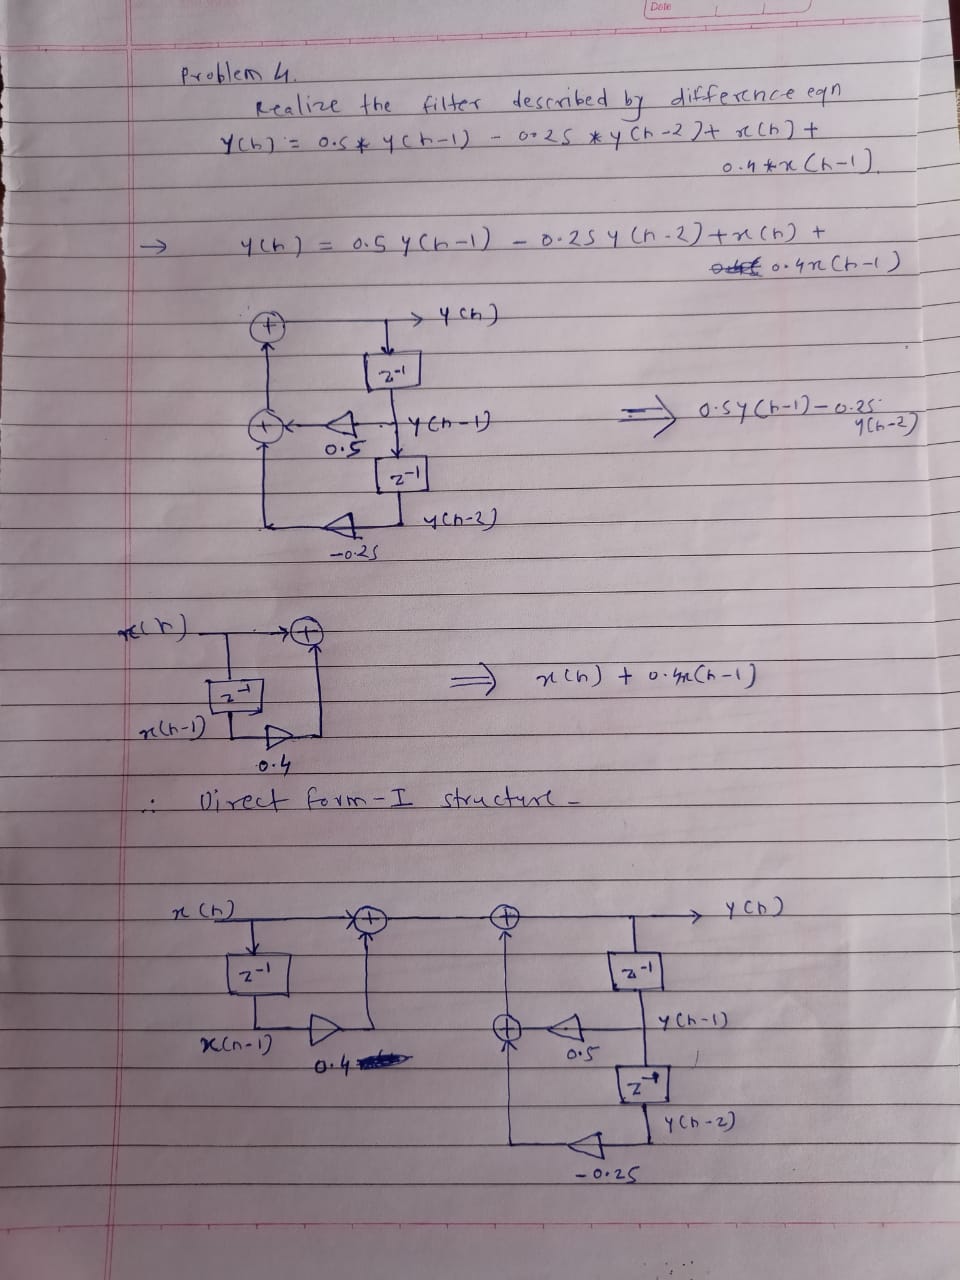 Date
Problem 4.
Realize the filter described by difference eqn
y(n) = 0.5 * y(n-1) - 0.25 * y(n-2) + x(n) +
0.4 * x(n-1).
→ y(n) = 0.5 y(n-1) - 0.25 y(n-2) + x(n) +
0.4x(n-1)
+ → y(n)
z⁻¹
+ 0.5 y(n-1) ⇒ 0.5y(n-1) - 0.25
y(n-2)
z⁻¹
y(n-2)
-0.25
x(n) +
z⁻¹ ⇒ x(n) + 0.4x(n-1)
x(n-1)
0.4
∴ Direct form-I structure -
x(n) + + → y(n)
z⁻¹ z⁻¹
x(n-1) 0.4 + 0.5 y(n-1)
z⁻¹
y(n-2)
-0.25